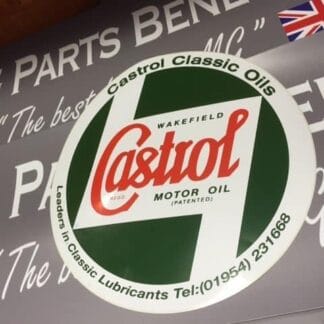 PARTS BENE
"The best MC"
Castrol Classic Oils
WAKEFIELD
Castrol
REGD
MOTOR OIL
(PATENTED)
Leaders in Classic Lubricants Tel:(01954) 231668
PA
"The b